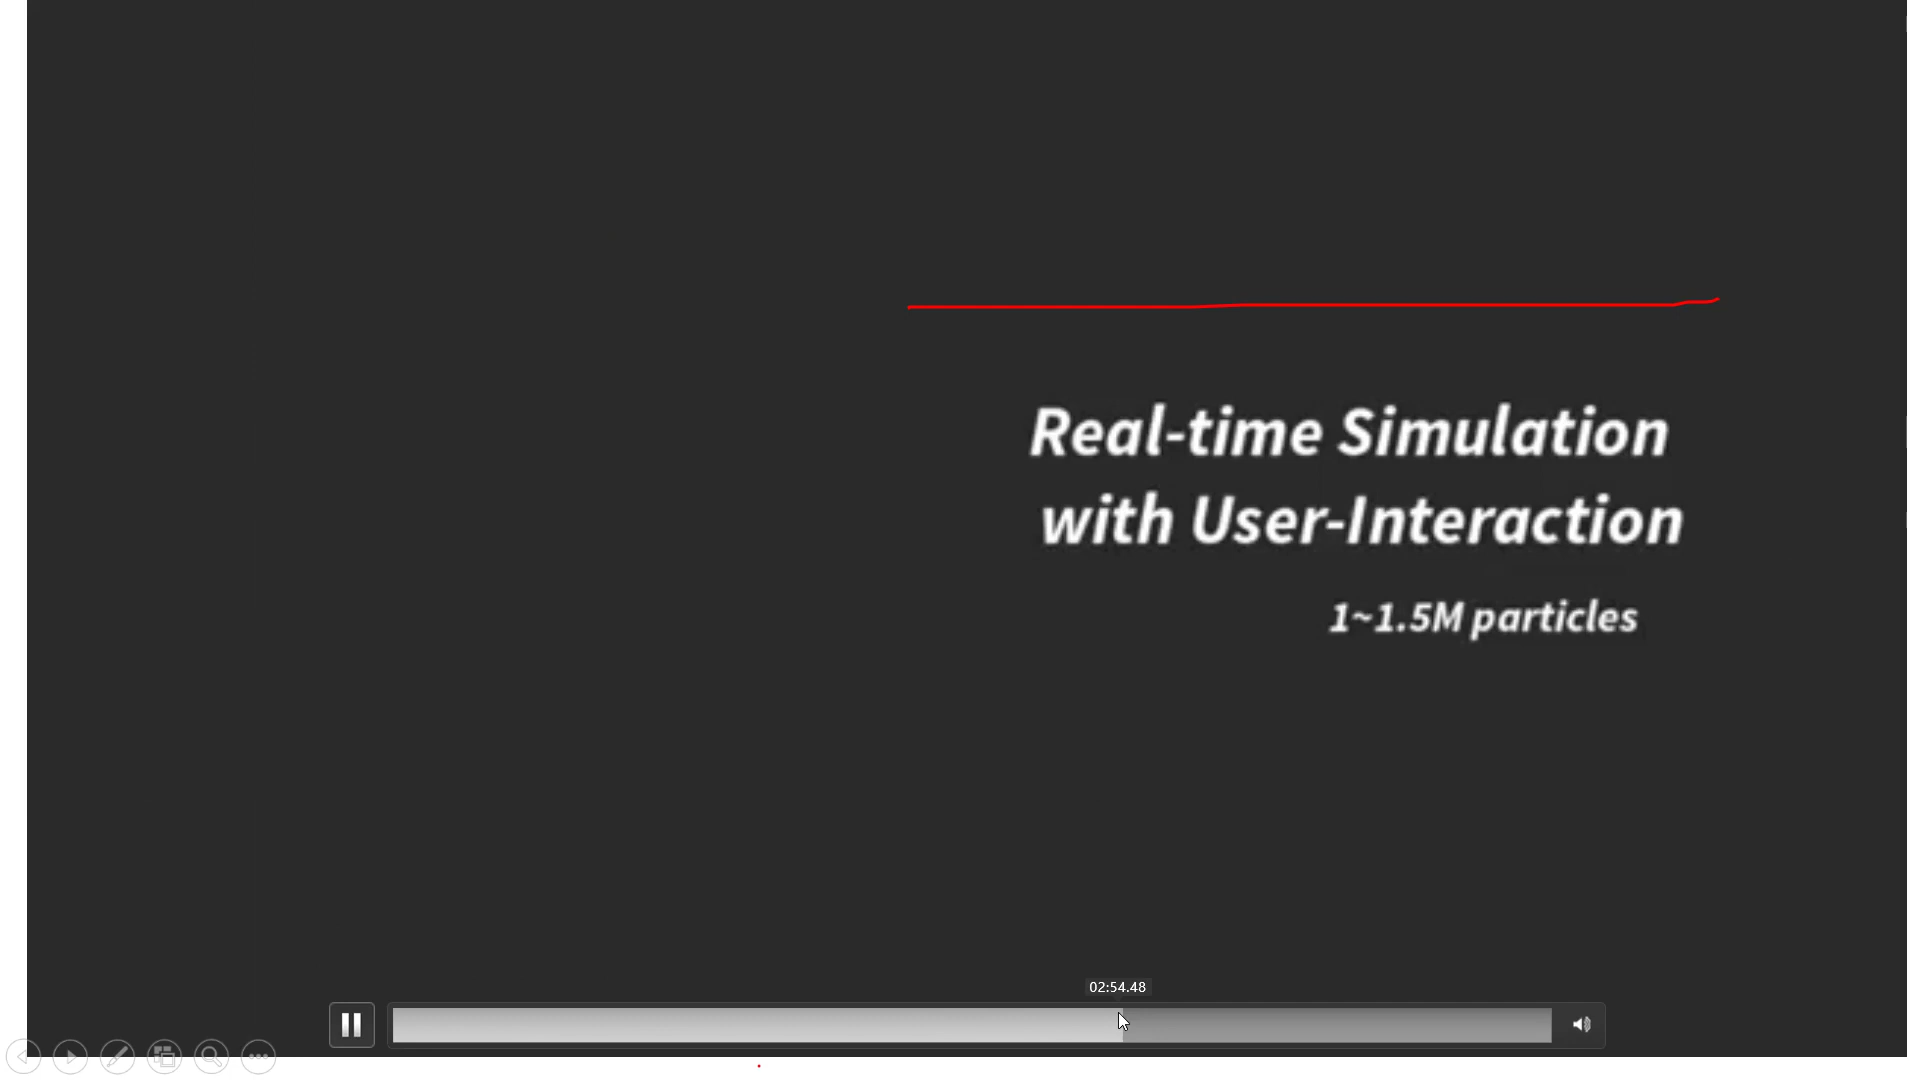 Real-time Simulation
with User-Interaction
1~1.5M particles
02:54.48